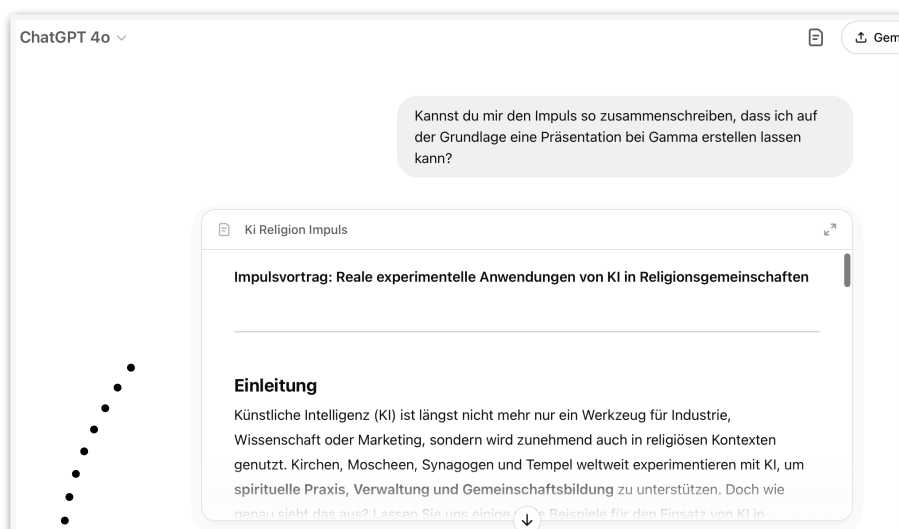 ChatGPT 4o
Gem
Kannst du mir den Impuls so zusammenschreiben, dass ich auf
der Grundlage eine Präsentation bei Gamma erstellen lassen
kann?
Ki Religion Impuls
Impulsvortrag: Reale experimentelle Anwendungen von KI in Religionsgemeinschaften
Einleitung
Künstliche Intelligenz (KI) ist längst nicht mehr nur ein Werkzeug für Industrie,
Wissenschaft oder Marketing, sondern wird zunehmend auch in religiösen Kontexten
genutzt. Kirchen, Moscheen, Synagogen und Tempel weltweit experimentieren mit KI, um
spirituelle Praxis, Verwaltung und Gemeinschaftsbildung zu unterstützen. Doch wie
genau sieht das aus? Lassen Sie uns einige Beispiele für den Einsatz von KI in